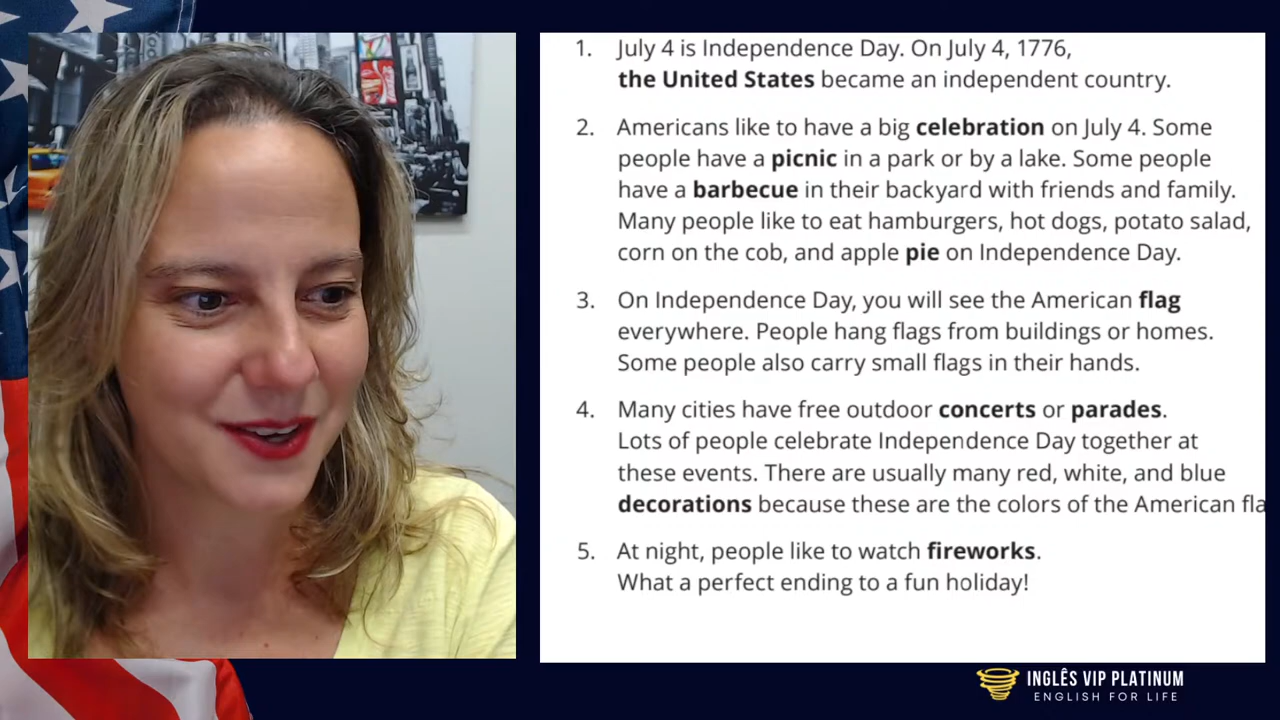 1. July 4 is Independence Day. On July 4, 1776,
the United States became an independent country.
2. Americans like to have a big celebration on July 4. Some
people have a picnic in a park or by a lake. Some people
have a barbecue in their backyard with friends and family.
Many people like to eat hamburgers, hot dogs, potato salad,
corn on the cob, and apple pie on Independence Day.
3. On Independence Day, you will see the American flag
everywhere. People hang flags from buildings or homes.
Some people also carry small flags in their hands.
4. Many cities have free outdoor concerts or parades.
Lots of people celebrate Independence Day together at
these events. There are usually many red, white, and blue
decorations because these are the colors of the American fla
5. At night, people like to watch fireworks.
What a perfect ending to a fun holiday!
INGLÊS VIP PLATINUM
ENGLISH FOR LIFE